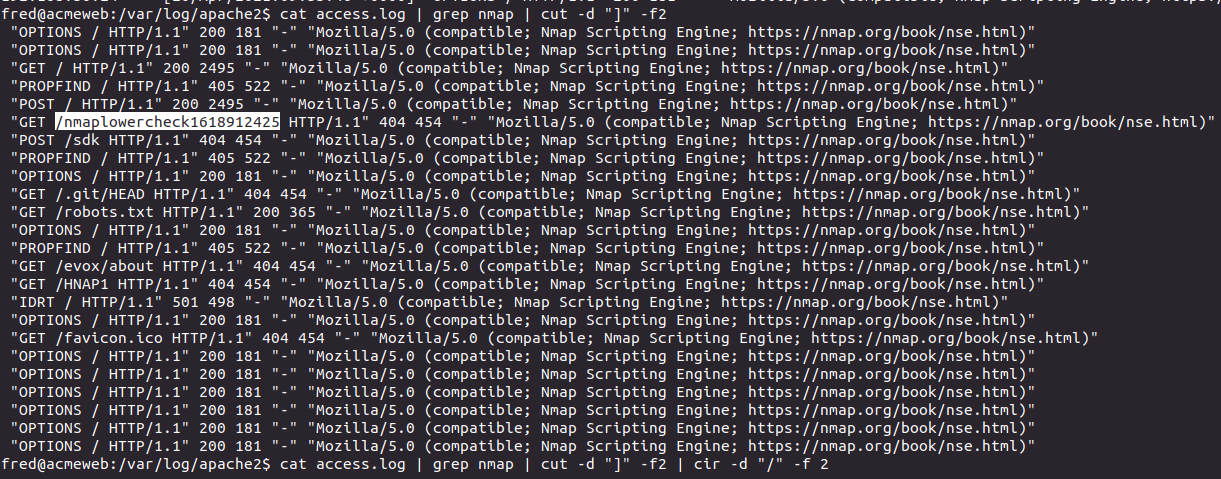 fred@acmeweb:/var/log/apache2$ cat access.log | grep nmap | cut -d "]" -f2
"OPTIONS / HTTP/1.1" 200 181 "-" "Mozilla/5.0 (compatible; Nmap Scripting Engine; https://nmap.org/book/nse.html)"
"OPTIONS / HTTP/1.1" 200 181 "-" "Mozilla/5.0 (compatible; Nmap Scripting Engine; https://nmap.org/book/nse.html)"
"GET / HTTP/1.1" 200 2495 "-" "Mozilla/5.0 (compatible; Nmap Scripting Engine; https://nmap.org/book/nse.html)"
"PROPFIND / HTTP/1.1" 405 522 "-" "Mozilla/5.0 (compatible; Nmap Scripting Engine; https://nmap.org/book/nse.html)"
"POST / HTTP/1.1" 200 2495 "-" "Mozilla/5.0 (compatible; Nmap Scripting Engine; https://nmap.org/book/nse.html)"
"GET /nmaplowercheck1618912425 HTTP/1.1" 404 454 "-" "Mozilla/5.0 (compatible; Nmap Scripting Engine; https://nmap.org/book/nse.html)"
"POST /sdk HTTP/1.1" 404 454 "-" "Mozilla/5.0 (compatible; Nmap Scripting Engine; https://nmap.org/book/nse.html)"
"PROPFIND / HTTP/1.1" 405 522 "-" "Mozilla/5.0 (compatible; Nmap Scripting Engine; https://nmap.org/book/nse.html)"
"OPTIONS / HTTP/1.1" 200 181 "-" "Mozilla/5.0 (compatible; Nmap Scripting Engine; https://nmap.org/book/nse.html)"
"GET /.git/HEAD HTTP/1.1" 404 454 "-" "Mozilla/5.0 (compatible; Nmap Scripting Engine; https://nmap.org/book/nse.html)"
"GET /robots.txt HTTP/1.1" 200 365 "-" "Mozilla/5.0 (compatible; Nmap Scripting Engine; https://nmap.org/book/nse.html)"
"OPTIONS / HTTP/1.1" 200 181 "-" "Mozilla/5.0 (compatible; Nmap Scripting Engine; https://nmap.org/book/nse.html)"
"PROPFIND / HTTP/1.1" 405 522 "-" "Mozilla/5.0 (compatible; Nmap Scripting Engine; https://nmap.org/book/nse.html)"
"GET /evox/about HTTP/1.1" 404 454 "-" "Mozilla/5.0 (compatible; Nmap Scripting Engine; https://nmap.org/book/nse.html)"
"GET /HNAP1 HTTP/1.1" 404 454 "-" "Mozilla/5.0 (compatible; Nmap Scripting Engine; https://nmap.org/book/nse.html)"
"IDRT / HTTP/1.1" 501 498 "-" "Mozilla/5.0 (compatible; Nmap Scripting Engine; https://nmap.org/book/nse.html)"
"OPTIONS / HTTP/1.1" 200 181 "-" "Mozilla/5.0 (compatible; Nmap Scripting Engine; https://nmap.org/book/nse.html)"
"GET /favicon.ico HTTP/1.1" 404 454 "-" "Mozilla/5.0 (compatible; Nmap Scripting Engine; https://nmap.org/book/nse.html)"
"OPTIONS / HTTP/1.1" 200 181 "-" "Mozilla/5.0 (compatible; Nmap Scripting Engine; https://nmap.org/book/nse.html)"
"OPTIONS / HTTP/1.1" 200 181 "-" "Mozilla/5.0 (compatible; Nmap Scripting Engine; https://nmap.org/book/nse.html)"
"OPTIONS / HTTP/1.1" 200 181 "-" "Mozilla/5.0 (compatible; Nmap Scripting Engine; https://nmap.org/book/nse.html)"
"OPTIONS / HTTP/1.1" 200 181 "-" "Mozilla/5.0 (compatible; Nmap Scripting Engine; https://nmap.org/book/nse.html)"
"OPTIONS / HTTP/1.1" 200 181 "-" "Mozilla/5.0 (compatible; Nmap Scripting Engine; https://nmap.org/book/nse.html)"
"OPTIONS / HTTP/1.1" 200 181 "-" "Mozilla/5.0 (compatible; Nmap Scripting Engine; https://nmap.org/book/nse.html)"
fred@acmeweb:/var/log/apache2$ cat access.log | grep nmap | cut -d "]" -f2 | cir -d "/" -f 2